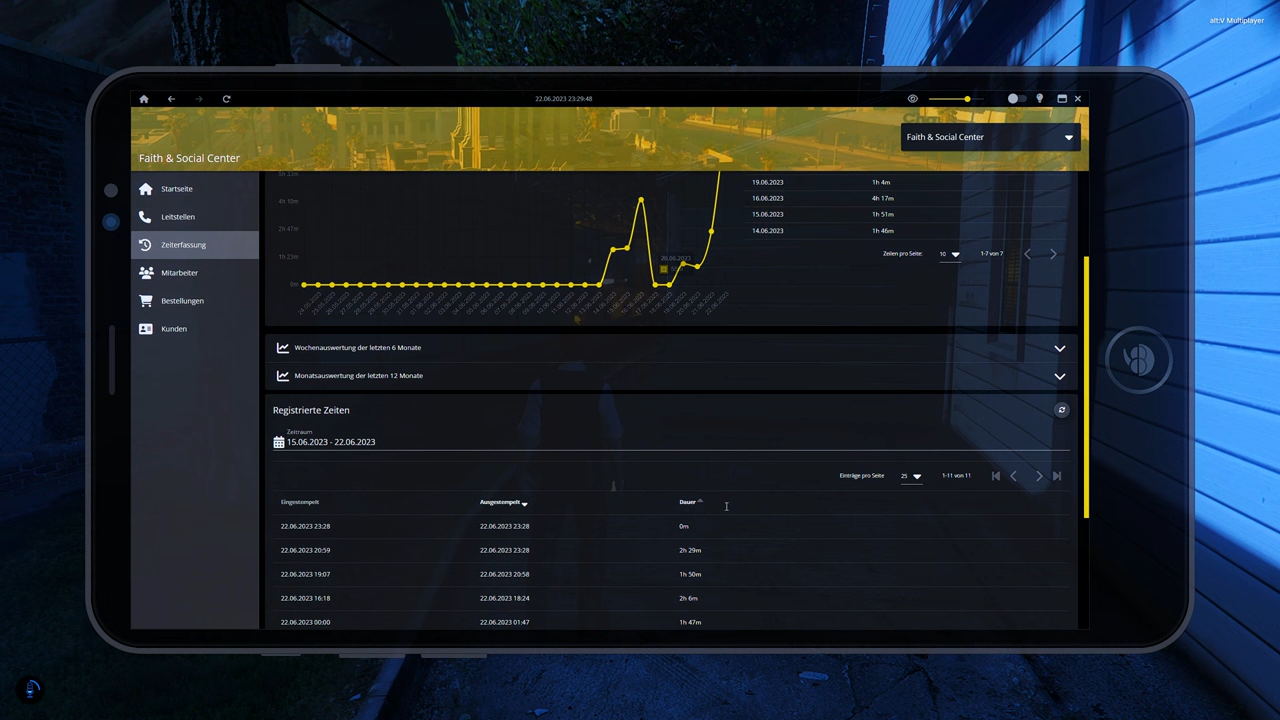 alt:V Multiplayer
22.06.2023 23:29:48
Faith & Social Center
Faith & Social Center
Startseite
Leitstellen
Zeiterfassung
Mitarbeiter
Bestellungen
Kunden
4h 10m
2h 47m
1h 23m
0m
19.06.2023 1h 4m
16.06.2023 4h 17m
15.06.2023 1h 51m
14.06.2023 1h 46m
Zeilen pro Seite: 10 1-7 von 7
Wochenauswertung der letzten 6 Monate
Monatsauswertung der letzten 12 Monate
Registrierte Zeiten
Zeitraum
15.06.2023 - 22.06.2023
Einträge pro Seite 25 1-11 von 11
Eingestempelt Ausgestempelt Dauer
22.06.2023 23:28 22.06.2023 23:28 0m
22.06.2023 20:59 22.06.2023 23:28 2h 29m
22.06.2023 19:07 22.06.2023 20:58 1h 50m
22.06.2023 16:18 22.06.2023 18:24 2h 6m
22.06.2023 00:00 22.06.2023 01:47 1h 47m